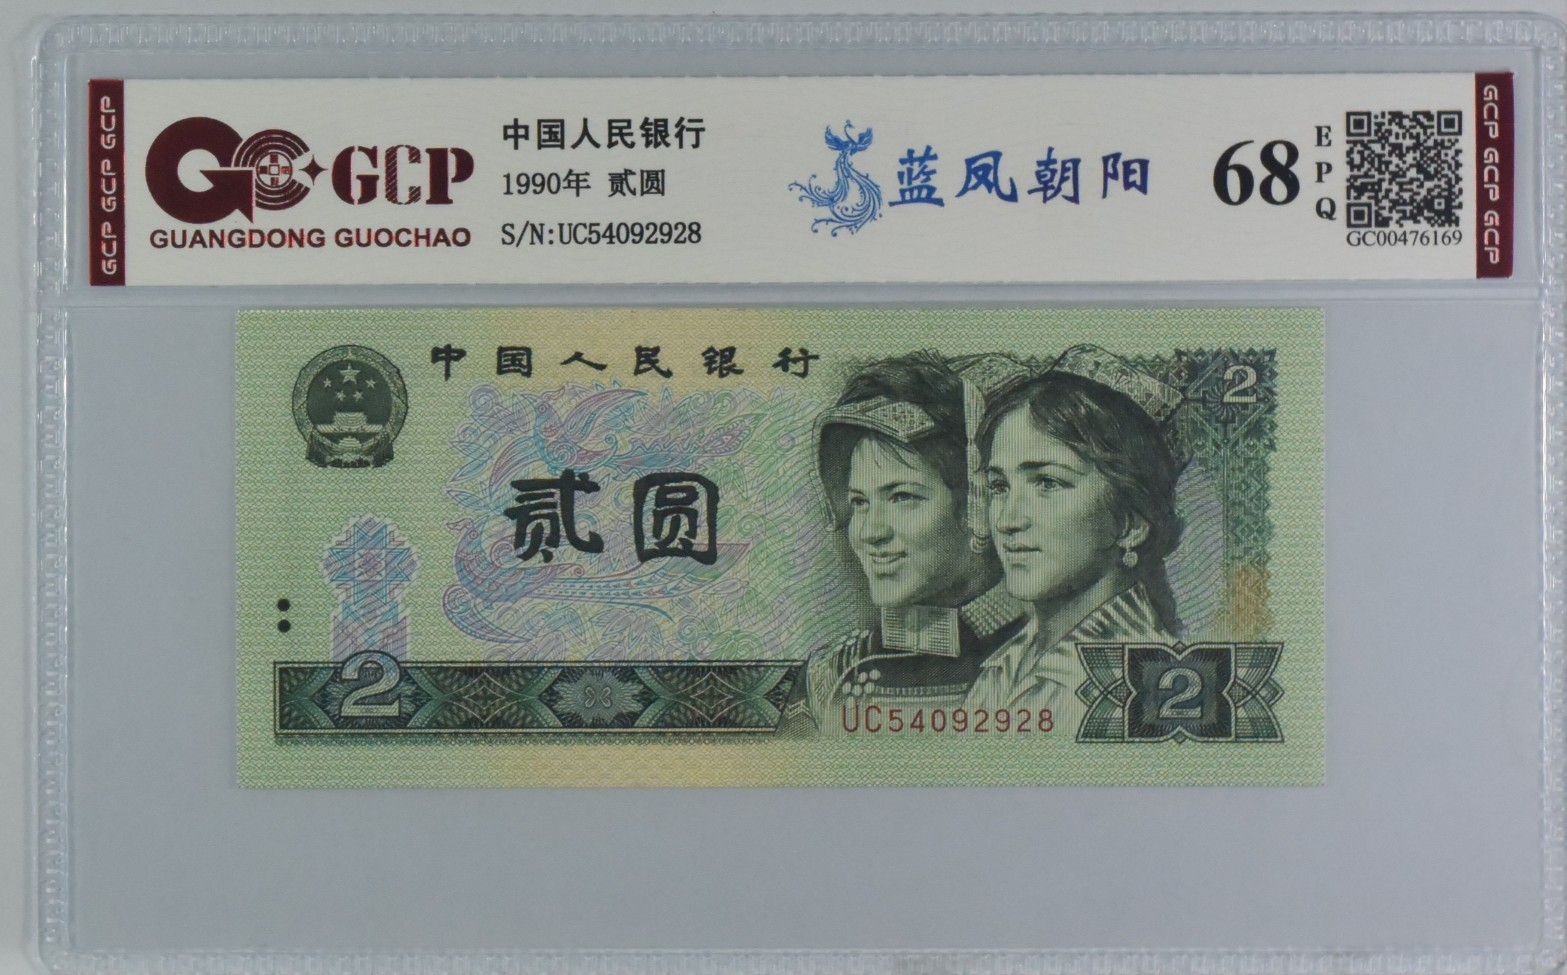 GCP GCP GCP
GCP
GUANGDONG GUOCHAO
中国人民银行
1990年 贰圆
S/N:UC54092928
蓝凤朝阳
68
EPQ
GC00476169
GCP GCP GCP
中国人民银行
2
贰圆
2
UC54092928
2